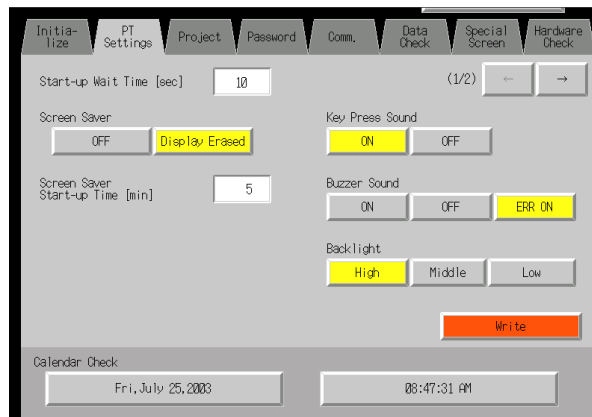 Initia-
lize
PT
Settings
Project
Password
Comm.
Data
Check
Special
Screen
Hardware
Check
Start-up Wait Time [sec]
10
(1/2)
←
→
Screen Saver
OFF
Display Erased
Key Press Sound
ON
OFF
Screen Saver
Start-up Time [min]
5
Buzzer Sound
ON
OFF
ERR ON
Backlight
High
Middle
Low
Write
Calendar Check
Fri,July 25,2003
08:47:31 AM